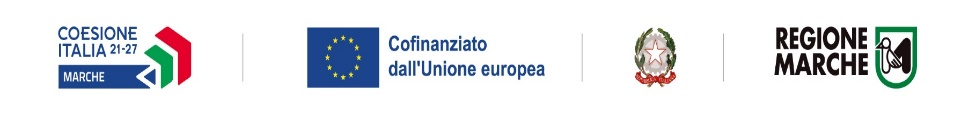 COESIONE
ITALIA 21-27
MARCHE
Cofinanziato
dall'Unione europea
REGIONE
MARCHE